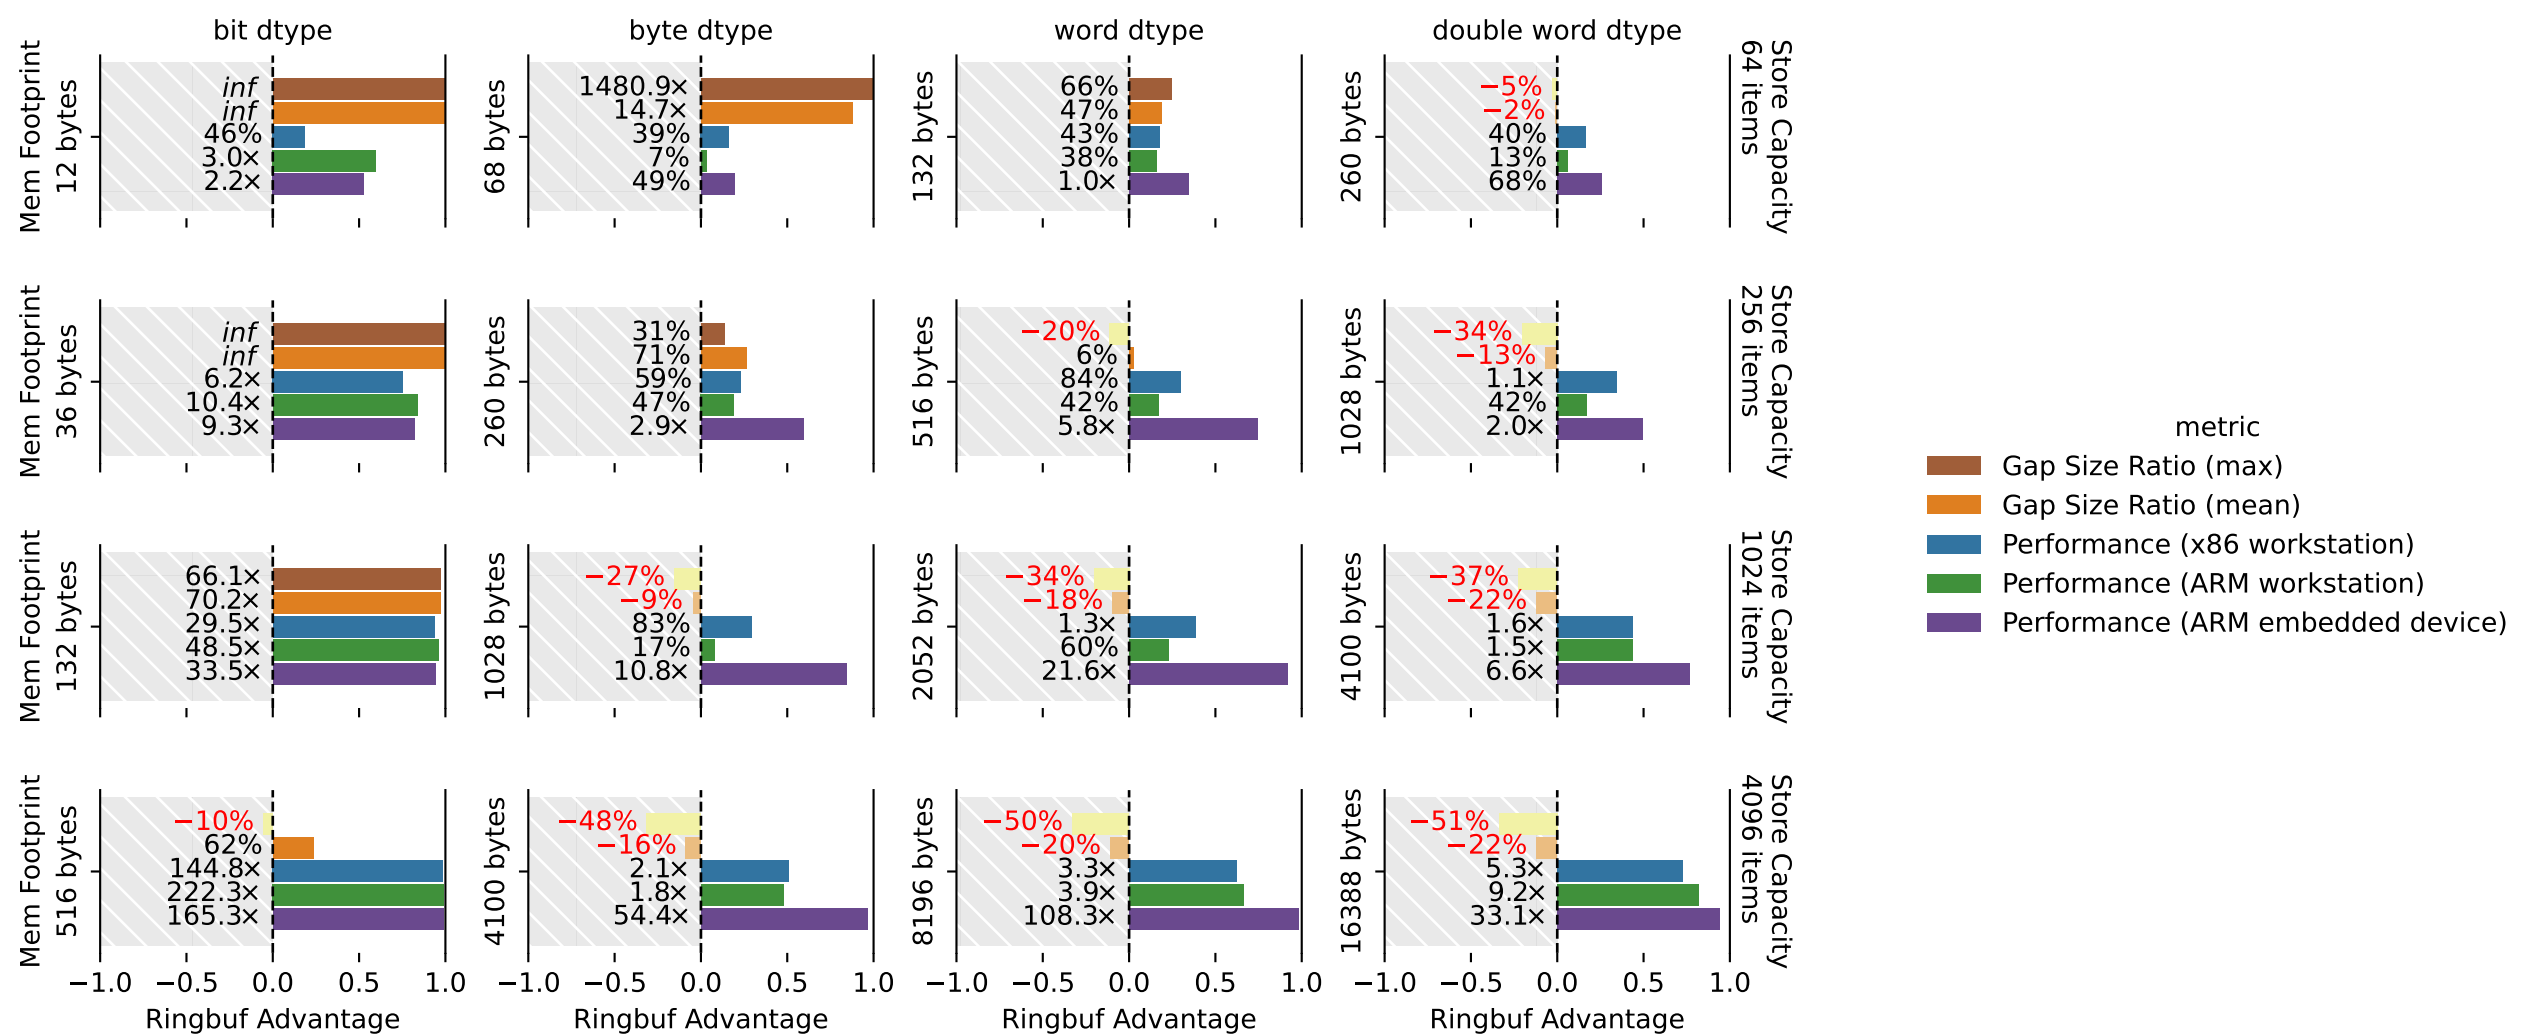 bit dtype
byte dtype
word dtype
double word dtype
Mem Footprint
12 bytes
inf
inf
46%
3.0×
2.2×
68 bytes
1480.9×
14.7×
39%
7%
49%
132 bytes
66%
47%
43%
38%
1.0×
260 bytes
−5%
−2%
40%
13%
68%
Store Capacity
64 items
Mem Footprint
36 bytes
inf
inf
6.2×
10.4×
9.3×
260 bytes
31%
71%
59%
47%
2.9×
516 bytes
−20%
6%
84%
42%
5.8×
1028 bytes
−34%
−13%
1.1×
42%
2.0×
Store Capacity
256 items
Mem Footprint
132 bytes
66.1×
70.2×
29.5×
48.5×
33.5×
1028 bytes
−27%
−9%
83%
17%
10.8×
2052 bytes
−34%
−18%
1.3×
60%
21.6×
4100 bytes
−37%
−22%
1.6×
1.5×
6.6×
Store Capacity
1024 items
Mem Footprint
516 bytes
−10%
62%
144.8×
222.3×
165.3×
4100 bytes
−48%
−16%
2.1×
1.8×
54.4×
8196 bytes
−50%
−20%
3.3×
3.9×
108.3×
16388 bytes
−51%
−22%
5.3×
9.2×
33.1×
Store Capacity
4096 items
−1.0 −0.5 0.0 0.5 1.0
−1.0 −0.5 0.0 0.5 1.0
−1.0 −0.5 0.0 0.5 1.0
−1.0 −0.5 0.0 0.5 1.0
Ringbuf Advantage
Ringbuf Advantage
Ringbuf Advantage
Ringbuf Advantage
metric
Gap Size Ratio (max)
Gap Size Ratio (mean)
Performance (x86 workstation)
Performance (ARM workstation)
Performance (ARM embedded device)